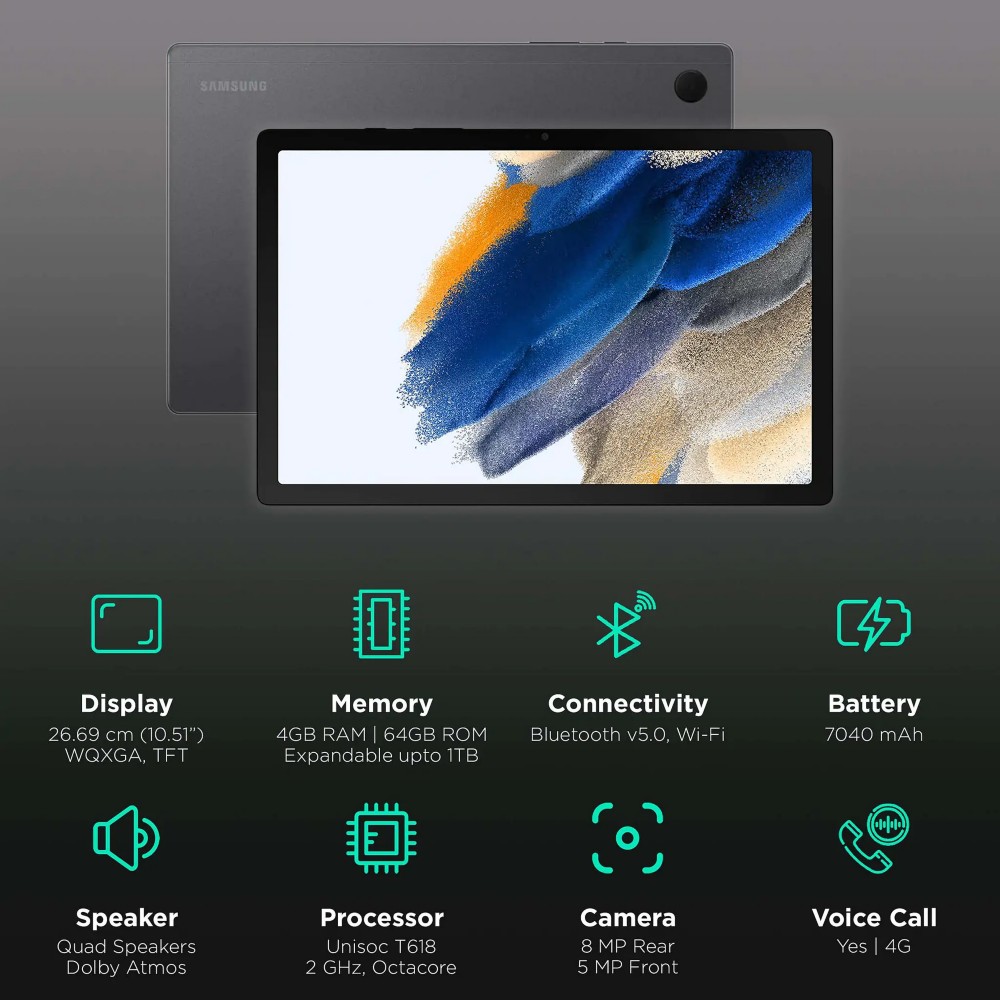 SAMSUNG
Display
26.69 cm (10.51”)
WQXGA, TFT
Memory
4GB RAM | 64GB ROM
Expandable upto 1TB
Connectivity
Bluetooth v5.0, Wi-Fi
Battery
7040 mAh
Speaker
Quad Speakers
Dolby Atmos
Processor
Unisoc T618
2 GHz, Octacore
Camera
8 MP Rear
5 MP Front
Voice Call
Yes | 4G